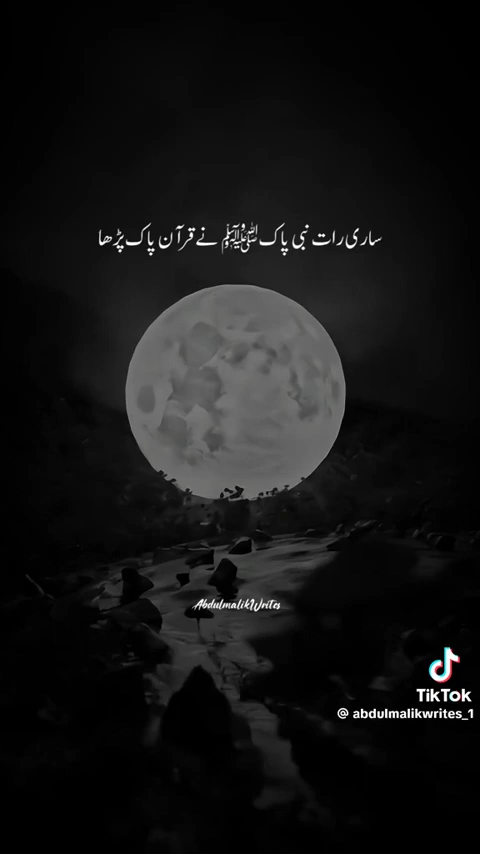 ساری رات نبی پاک ﷺ نے قرآن پاک پڑھا
AbdulmalikWrites
TikTok
@ abdulmalikwrites_1